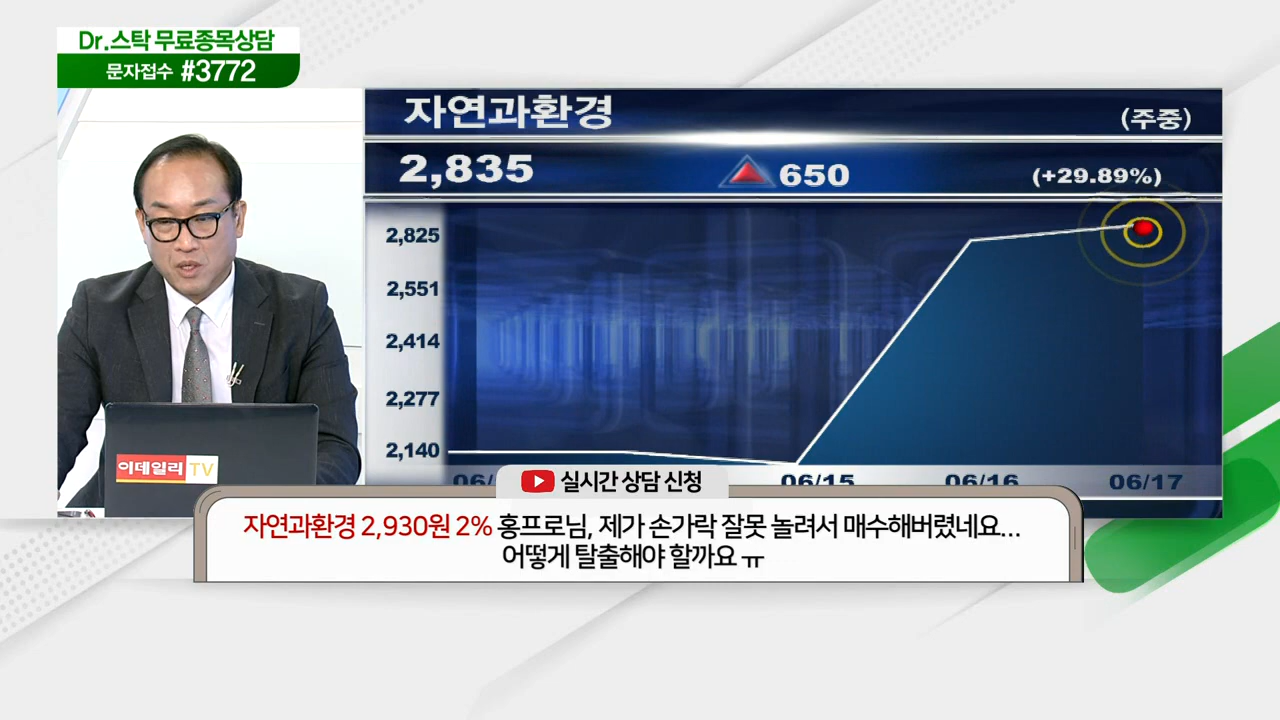 Dr.스탁 무료종목상담
문자접수 #3772
자연과환경 (주중)
2,835 ▲ 650 (+29.89%)
2,825
2,551
2,414
2,277
2,140
06/15 06/16 06/17
이데일리 TV
실시간 상담 신청
자연과환경 2,930원 2% 홍프로님, 제가 손가락 잘못 눌려서 매수해버렸네요...
어떻게 탈출해야 할까요 ㅠ